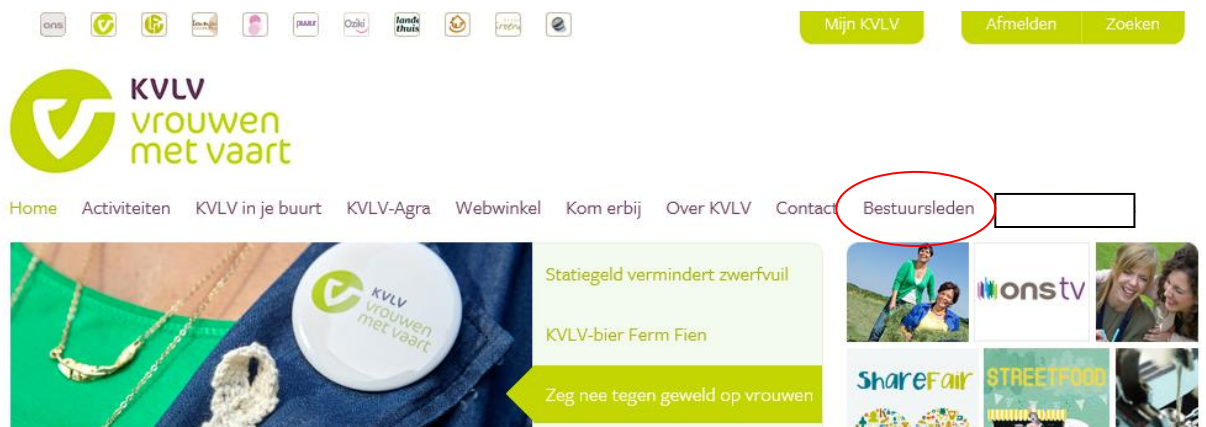 ons
puur
Oziki
lande
thuis
Mijn KVLV
Afmelden Zoeken
KVLV
vrouwen
met vaart
Home Activiteiten KVLV in je buurt KVLV-Agra Webwinkel Kom erbij Over KVLV Contact Bestuursleden
KVLV
vrouwen
met vaart
Statiegeld vermindert zwerfvuil
KVLV-bier Ferm Fien
Zeg nee tegen geweld op vrouwen
onstv
ShareFair
STREETFOOD